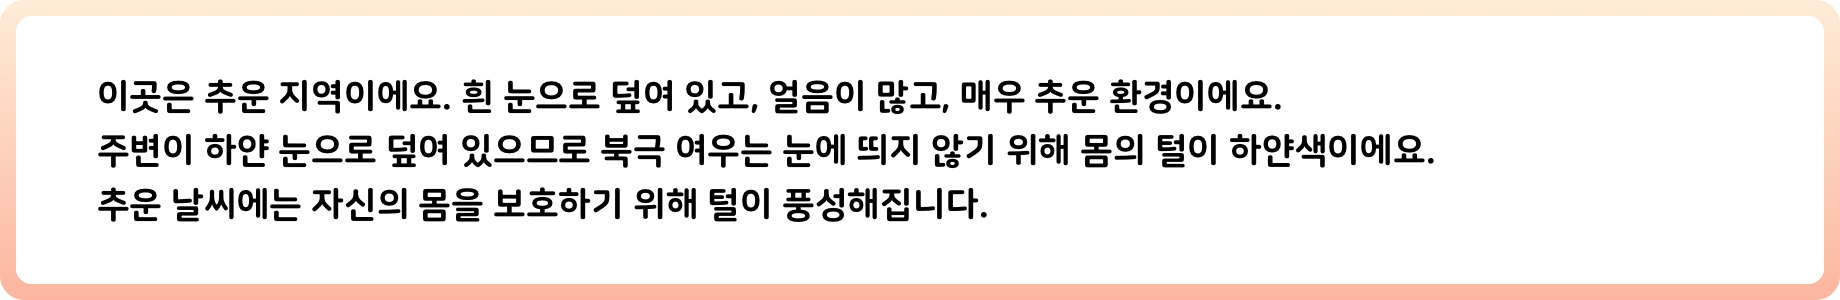 이곳은 추운 지역이에요. 흰 눈으로 덮여 있고, 얼음이 많고, 매우 추운 환경이에요.
주변이 하얀 눈으로 덮여 있으므로 북극 여우는 눈에 띄지 않기 위해 몸의 털이 하얀색이에요.
추운 날씨에는 자신의 몸을 보호하기 위해 털이 풍성해집니다.